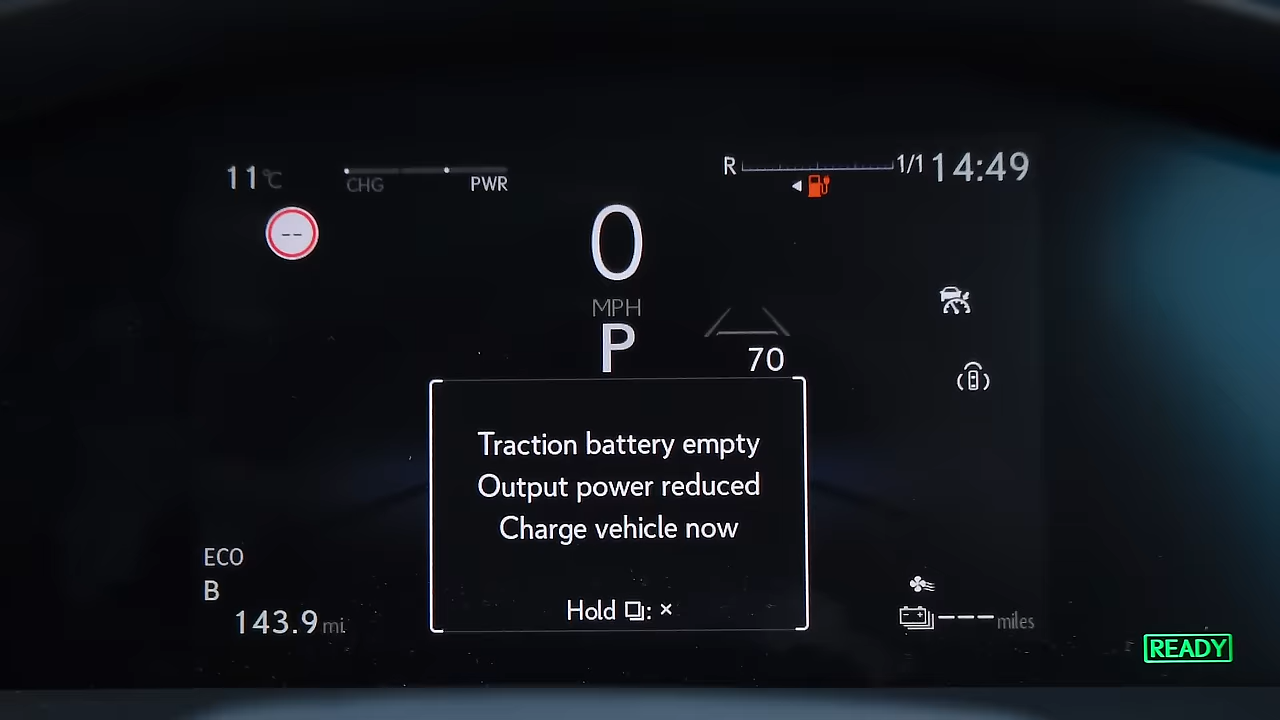 11°C
CHG
PWR
R
1/1
14:49
--
0
MPH
P
70
Traction battery empty
Output power reduced
Charge vehicle now
Hold : ×
ECO
B
143.9 mi.
--- miles
READY